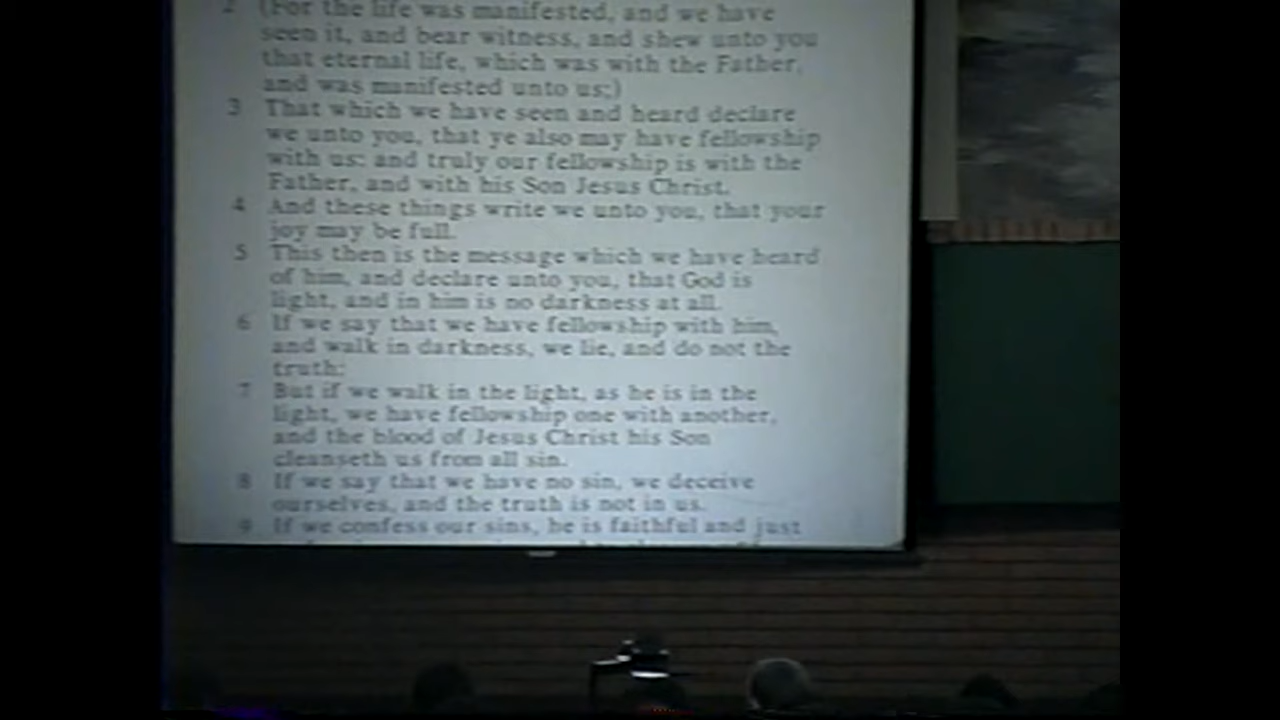 2 (For the life was manifested, and we have
seen it, and bear witness, and shew unto you
that eternal life, which was with the Father,
and was manifested unto us;)
3 That which we have seen and heard declare
we unto you, that ye also may have fellowship
with us: and truly our fellowship is with the
Father, and with his Son Jesus Christ.
4 And these things write we unto you, that your
joy may be full.
5 This then is the message which we have heard
of him, and declare unto you, that God is
light, and in him is no darkness at all.
6 If we say that we have fellowship with him,
and walk in darkness, we lie, and do not the
truth:
7 But if we walk in the light, as he is in the
light, we have fellowship one with another,
and the blood of Jesus Christ his Son
cleanseth us from all sin.
8 If we say that we have no sin, we deceive
ourselves, and the truth is not in us.
9 If we confess our sins, he is faithful and just